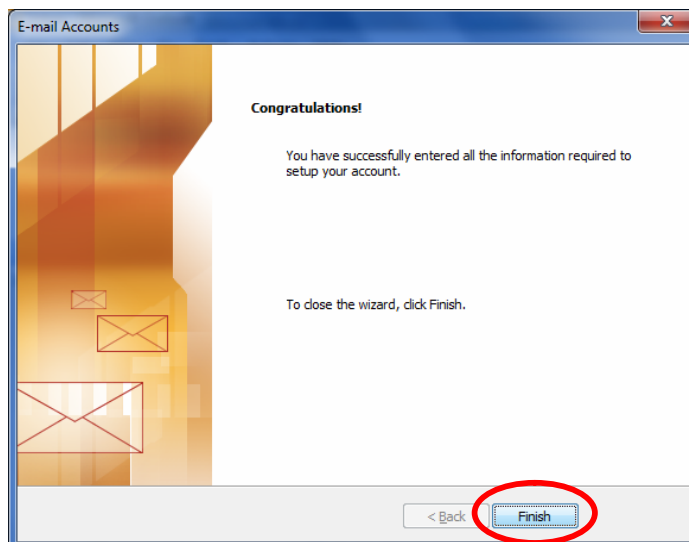 E-mail Accounts
Congratulations!
You have successfully entered all the information required to
setup your account.
To close the wizard, click Finish.
< Back
Finish